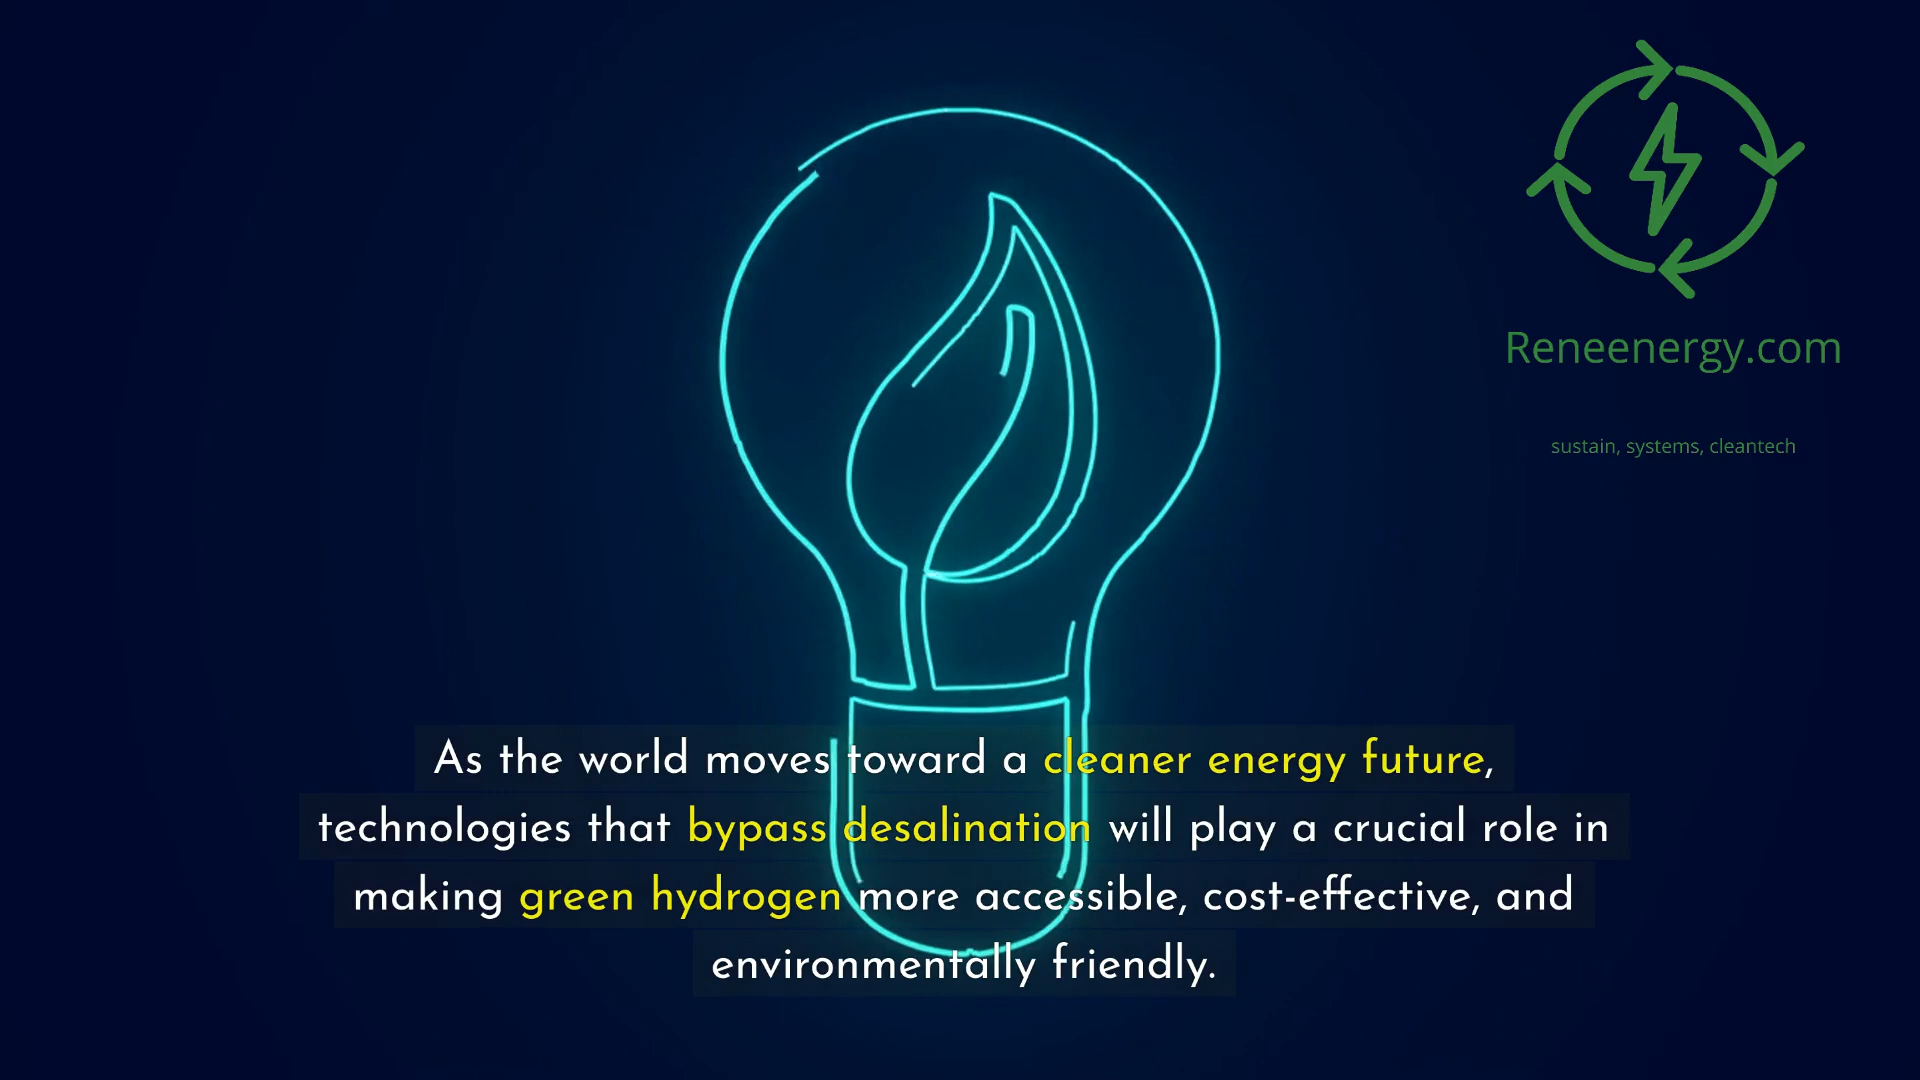 Reneenergy.com
sustain, systems, cleantech
As the world moves toward a cleaner energy future,
technologies that bypass desalination will play a crucial role in
making green hydrogen more accessible, cost-effective, and
environmentally friendly.